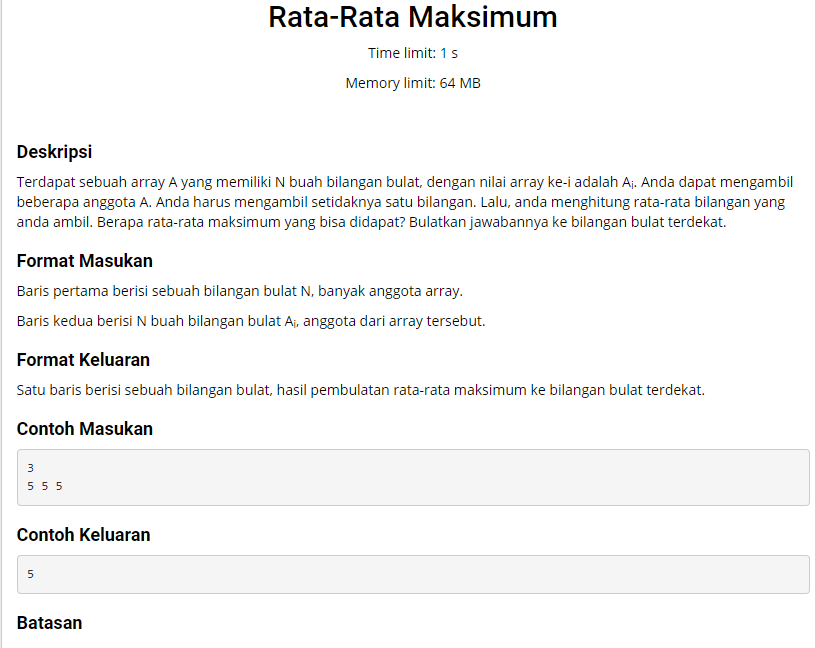 Rata-Rata Maksimum
Time limit: 1 s
Memory limit: 64 MB
Deskripsi
Terdapat sebuah array A yang memiliki N buah bilangan bulat, dengan nilai array ke-i adalah Ai. Anda dapat mengambil
beberapa anggota A. Anda harus mengambil setidaknya satu bilangan. Lalu, anda menghitung rata-rata bilangan yang
anda ambil. Berapa rata-rata maksimum yang bisa didapat? Bulatkan jawabannya ke bilangan bulat terdekat.
Format Masukan
Baris pertama berisi sebuah bilangan bulat N, banyak anggota array.
Baris kedua berisi N buah bilangan bulat Ai, anggota dari array tersebut.
Format Keluaran
Satu baris berisi sebuah bilangan bulat, hasil pembulatan rata-rata maksimum ke bilangan bulat terdekat.
Contoh Masukan
3
5 5 5
Contoh Keluaran
5
Batasan